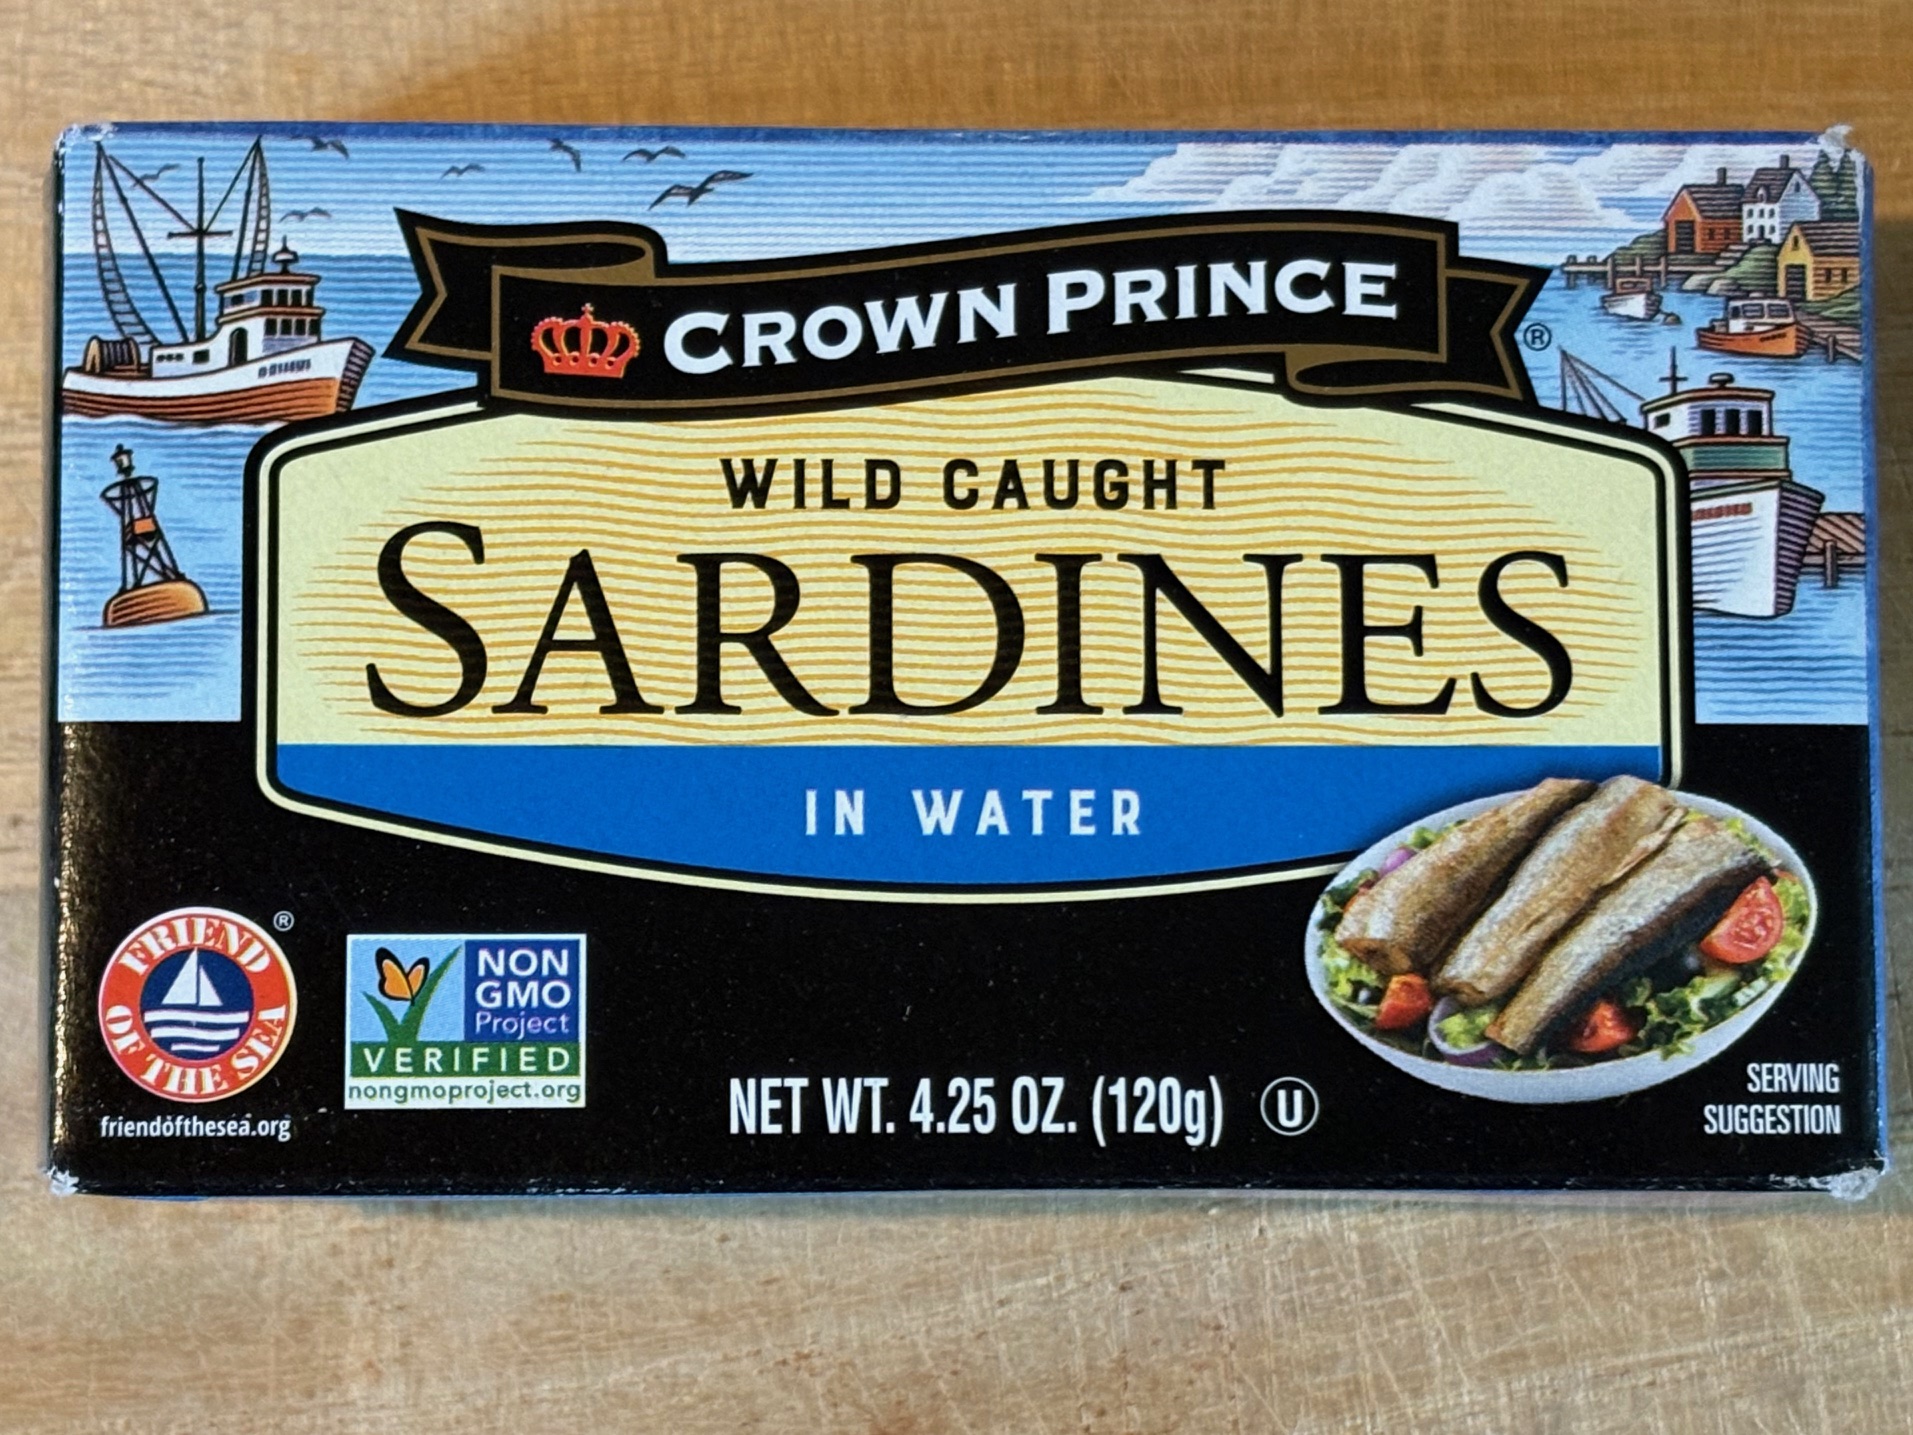 CROWN PRINCE
®
WILD CAUGHT
SARDINES
IN WATER
FRIEND OF THE SEA ®
friendofthesea.org
NON
GMO
Project
VERIFIED
nongmoproject.org
NET WT. 4.25 OZ. (120g) U
SERVING
SUGGESTION